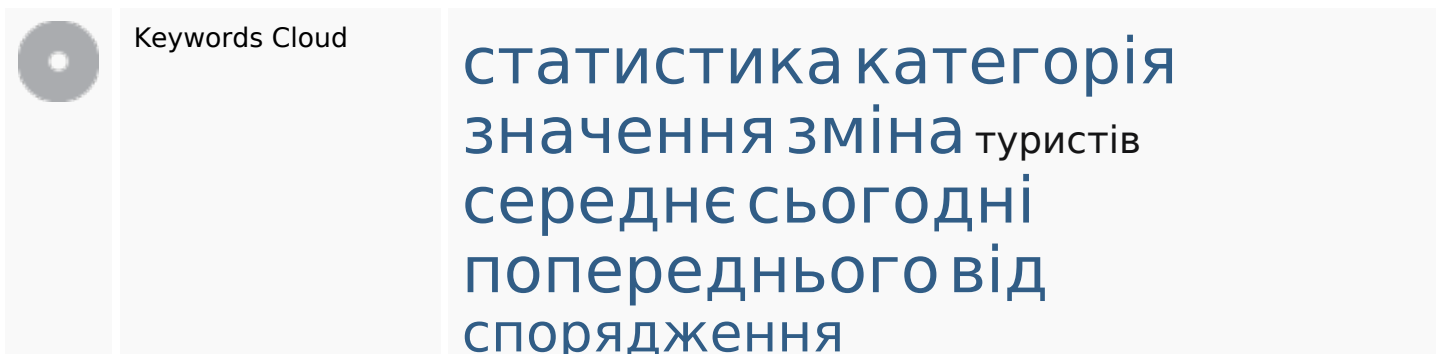 Keywords Cloud
статистика категорія
значення зміна туристів
середнє сьогодні
попереднього від
спорядження